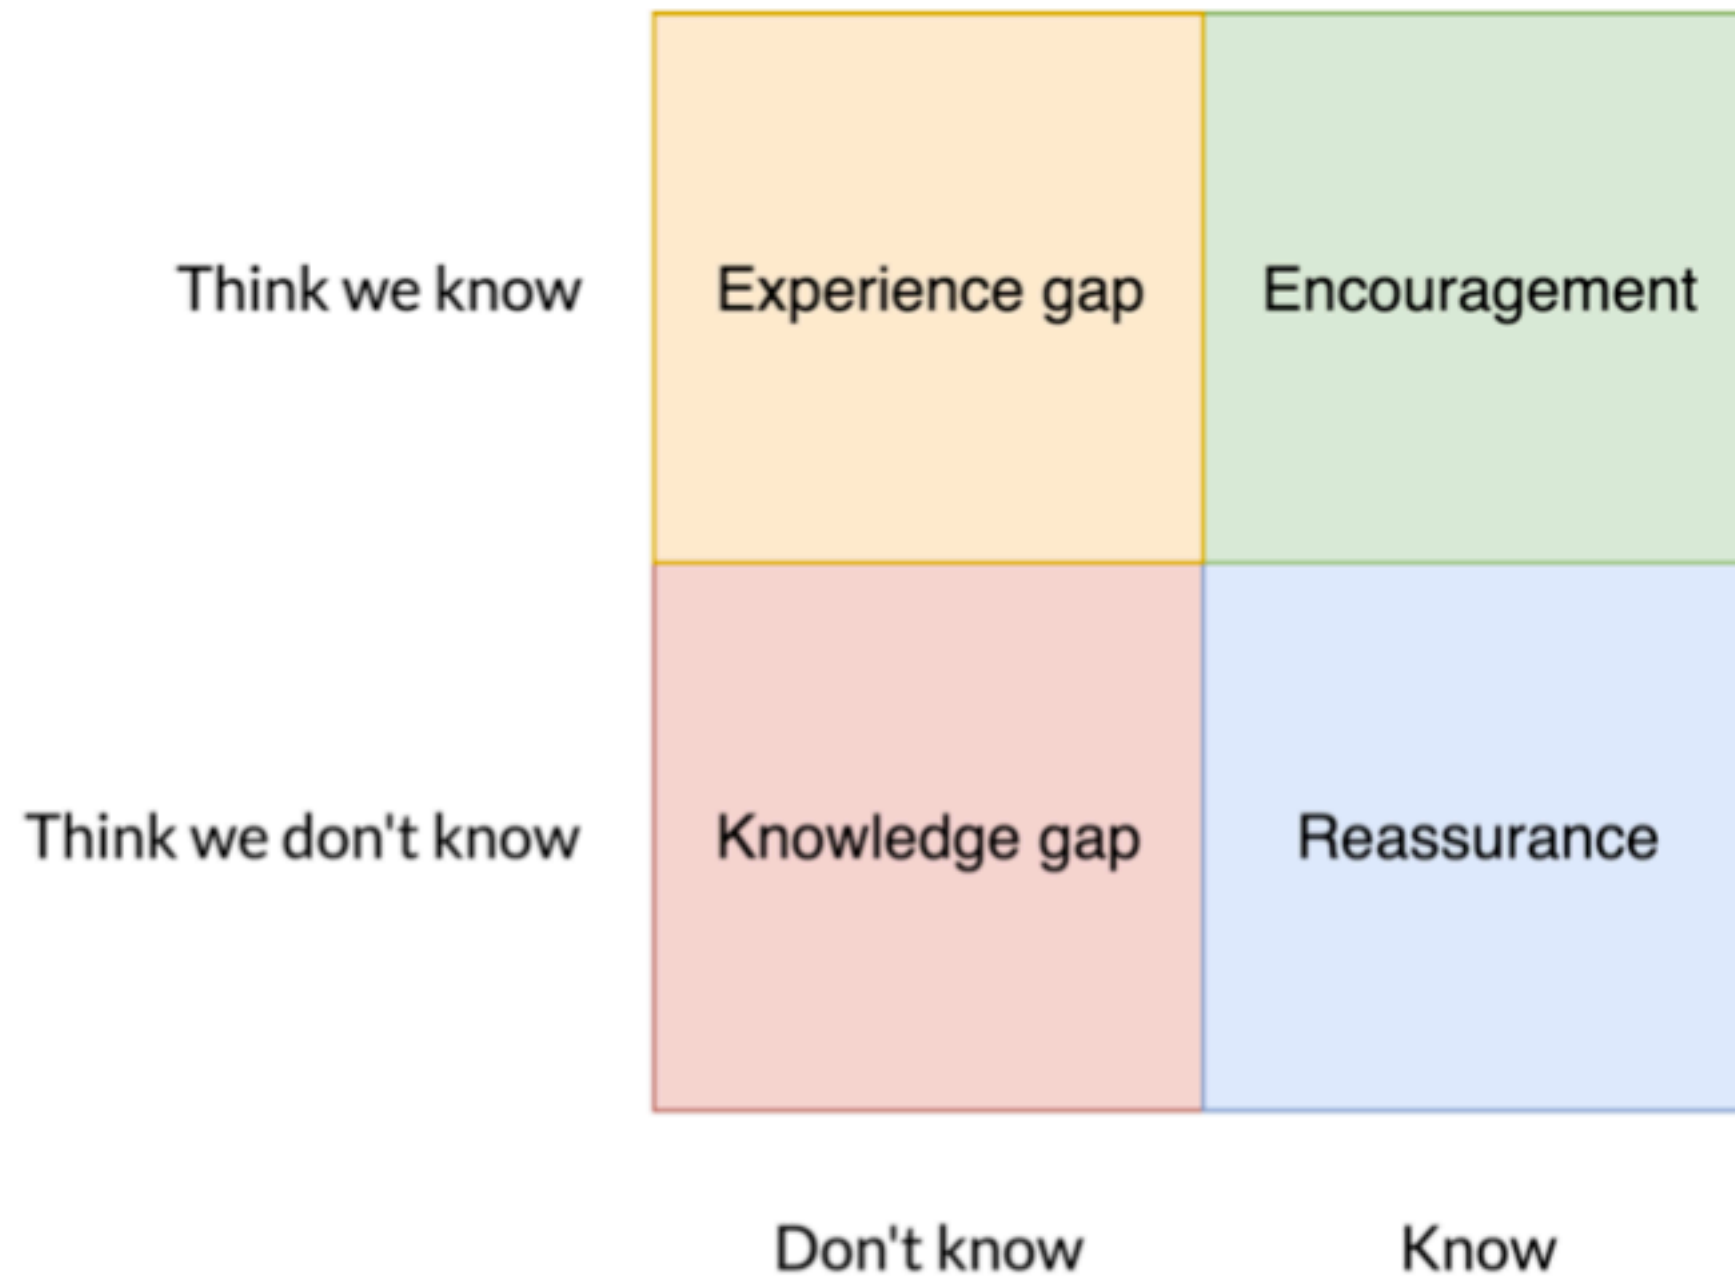 Think we know
Experience gap
Encouragement
Think we don't know
Knowledge gap
Reassurance
Don't know
Know